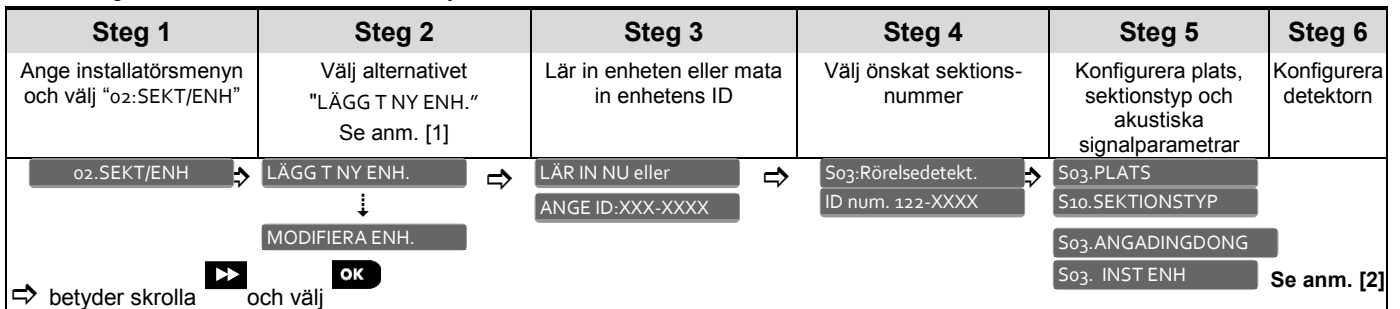 Steg 1
Steg 2
Steg 3
Steg 4
Steg 5
Steg 6
Ange installatörsmenyn
och välj “02:SEKT/ENH”
Välj alternativet
"LÄGG T NY ENH.”
Se anm. [1]
Lär in enheten eller mata
in enhetens ID
Välj önskat sektions-
nummer
Konfigurera plats,
sektionstyp och
akustiska
signalparametrar
Konfigurera
detektorn
02.SEKT/ENH
LÄGG T NY ENH.
MODIFIERA ENH.
LÄR IN NU eller
ANGE ID:XXX-XXXX
S03:Rörelsedetekt.
ID num. 122-XXXX
S03.PLATS
S10.SEKTIONSTYP
S03.ANGADINGDONG
S03. INST ENH
Se anm. [2]
betyder skrolla och välj OK